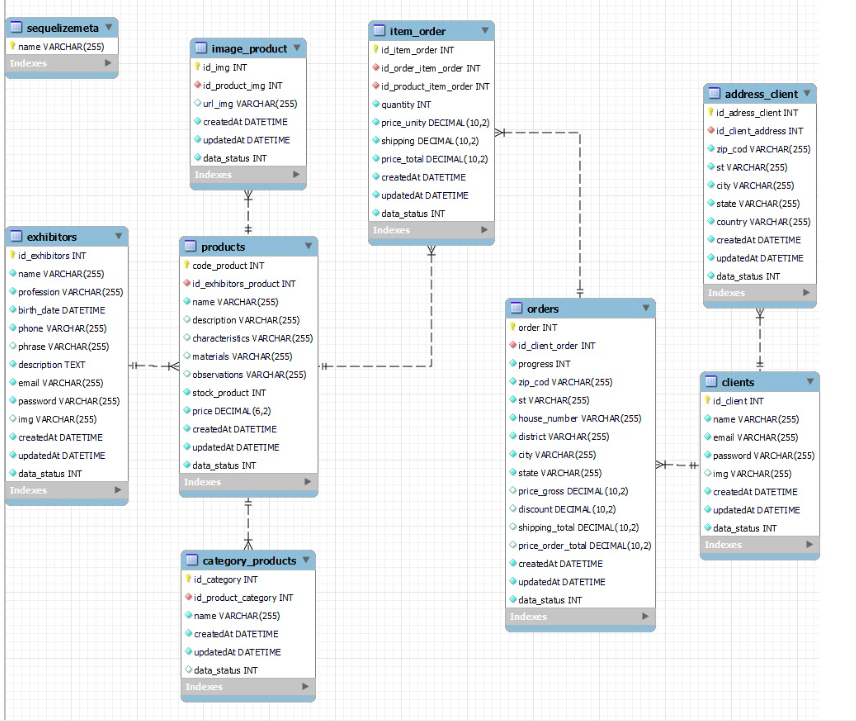 sequelizemeta
name VARCHAR(255)
Indexes
image_product
id_img INT
id_product_img INT
url_img VARCHAR(255)
createdAt DATETIME
updatedAt DATETIME
data_status INT
Indexes
item_order
id_item_order INT
id_order_item_order INT
id_product_item_order INT
quantity INT
price_unity DECIMAL(10,2)
shipping DECIMAL(10,2)
price_total DECIMAL(10,2)
createdAt DATETIME
updatedAt DATETIME
data_status INT
Indexes
address_client
id_adress_client INT
id_client_address INT
zip_cod VARCHAR(255)
st VARCHAR(255)
city VARCHAR(255)
state VARCHAR(255)
country VARCHAR(255)
createdAt DATETIME
updatedAt DATETIME
data_status INT
Indexes
exhibitors
id_exhibitors INT
name VARCHAR(255)
profession VARCHAR(255)
birth_date DATETIME
phone VARCHAR(255)
phrase VARCHAR(255)
description TEXT
email VARCHAR(255)
password VARCHAR(255)
img VARCHAR(255)
createdAt DATETIME
updatedAt DATETIME
data_status INT
Indexes
products
code_product INT
id_exhibitors_product INT
name VARCHAR(255)
description VARCHAR(255)
characteristics VARCHAR(255)
materials VARCHAR(255)
observations VARCHAR(255)
stock_product INT
price DECIMAL(6,2)
createdAt DATETIME
updatedAt DATETIME
data_status INT
Indexes
orders
order INT
id_client_order INT
progress INT
zip_cod VARCHAR(255)
st VARCHAR(255)
house_number VARCHAR(255)
district VARCHAR(255)
city VARCHAR(255)
state VARCHAR(255)
price_gross DECIMAL(10,2)
discount DECIMAL(10,2)
shipping_total DECIMAL(10,2)
price_order_total DECIMAL(10,2)
createdAt DATETIME
updatedAt DATETIME
data_status INT
Indexes
clients
id_client INT
name VARCHAR(255)
email VARCHAR(255)
password VARCHAR(255)
img VARCHAR(255)
createdAt DATETIME
updatedAt DATETIME
data_status INT
Indexes
category_products
id_category INT
id_product_category INT
name VARCHAR(255)
createdAt DATETIME
updatedAt DATETIME
data_status INT
Indexes